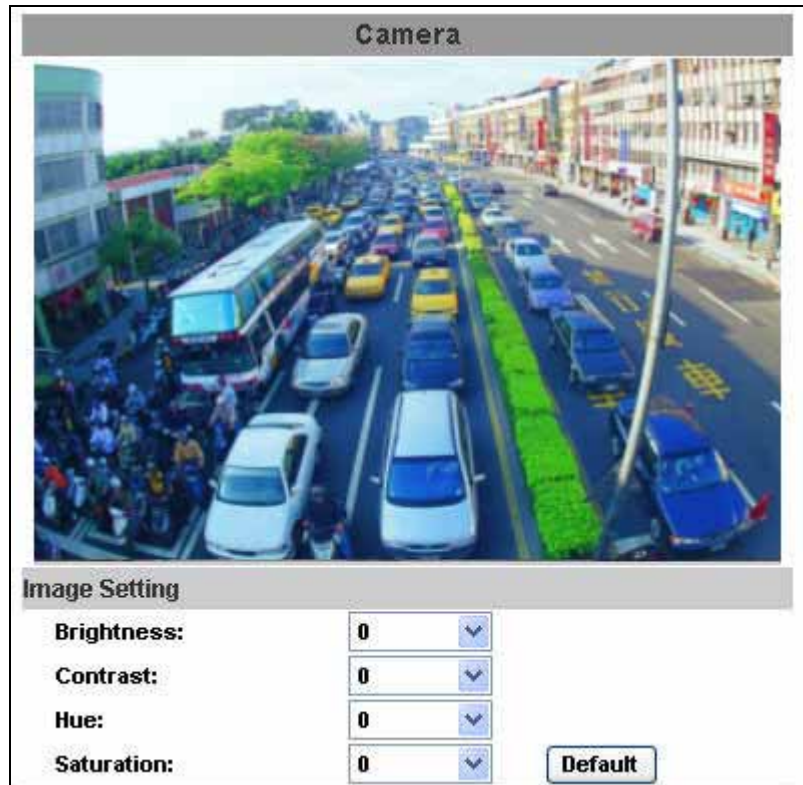 Camera
Image Setting
Brightness: 0
Contrast: 0
Hue: 0
Saturation: 0 Default